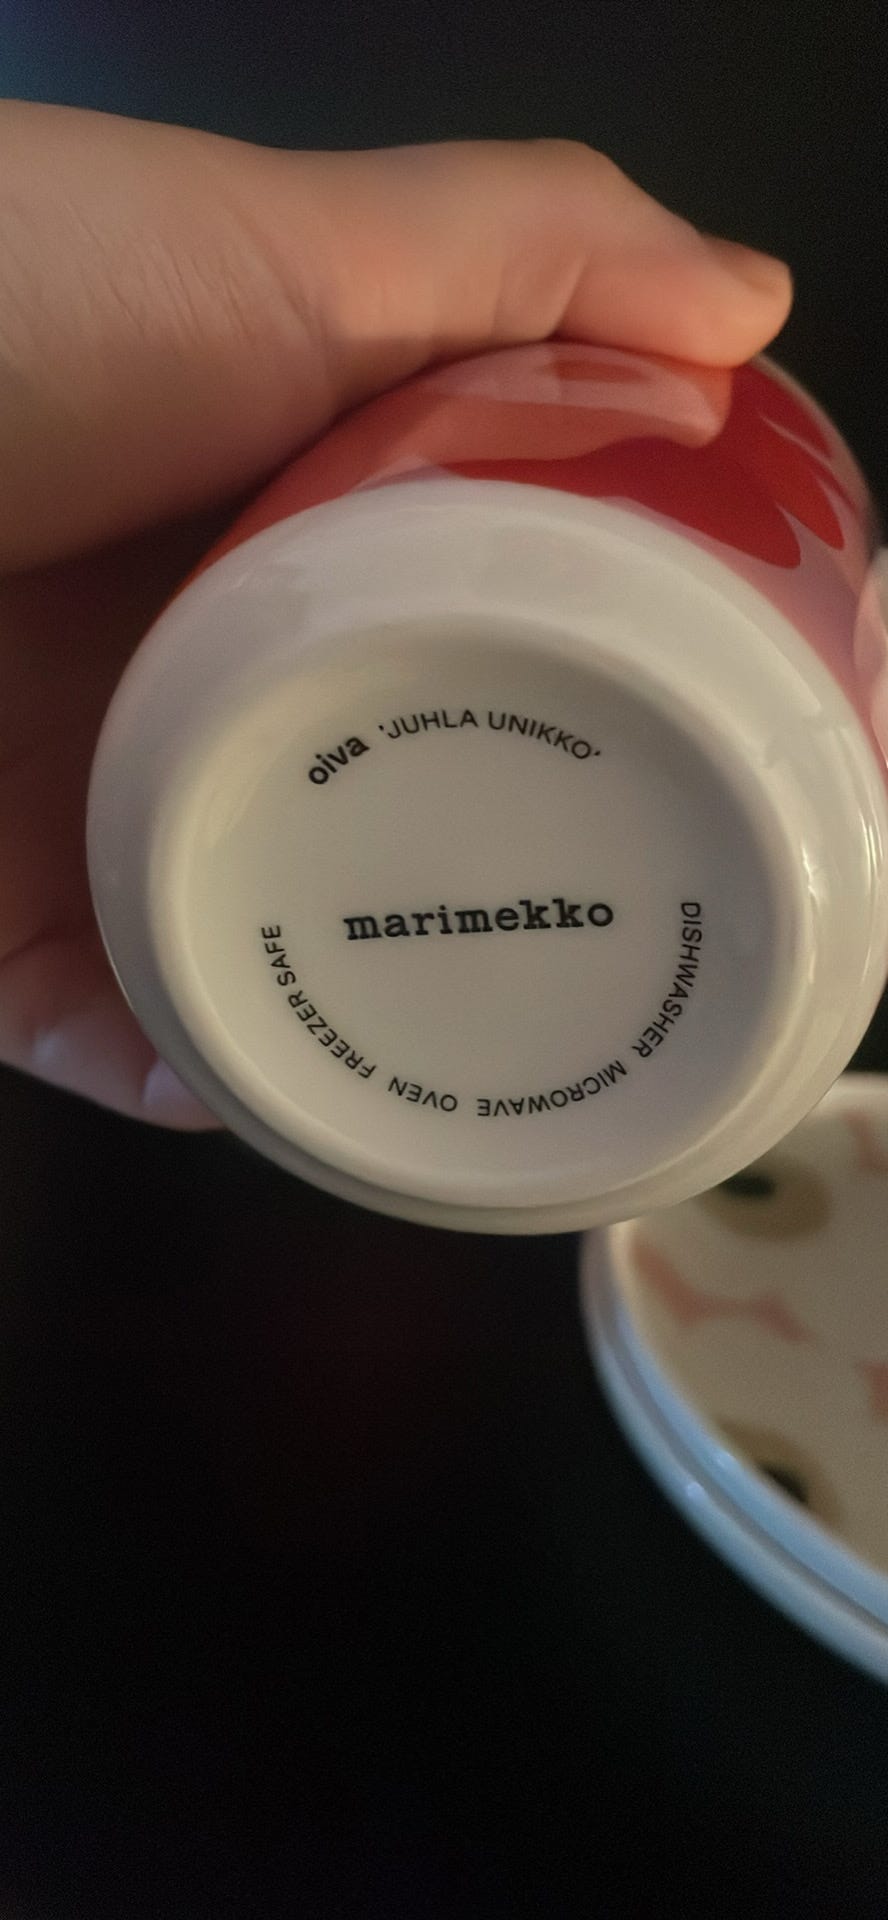 oiva 'JUHLA UNIKKO'
marimekko
DISHWASHER MICROWAVE OVEN FREEZER SAFE